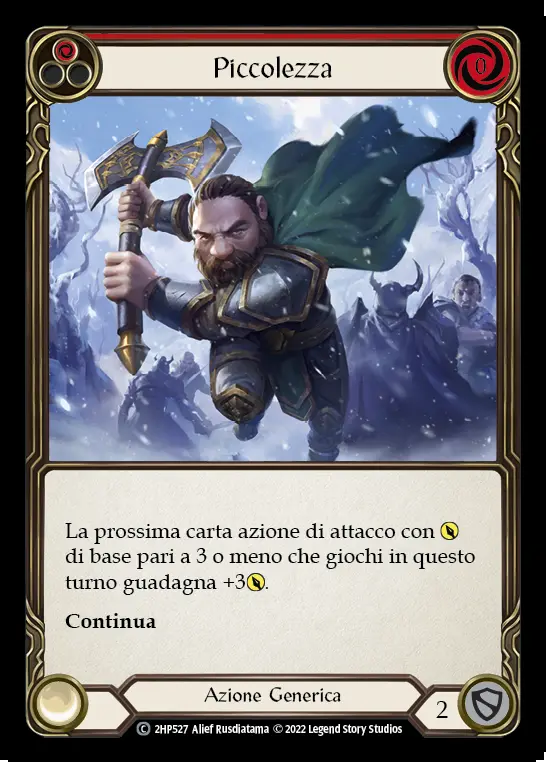 Piccolezza
0
La prossima carta azione di attacco con
di base pari a 3 o meno che giochi in questo
turno guadagna +3.
Continua
Azione Generica
2
C 2HP527 Alief Rusdiatama © 2022 Legend Story Studios